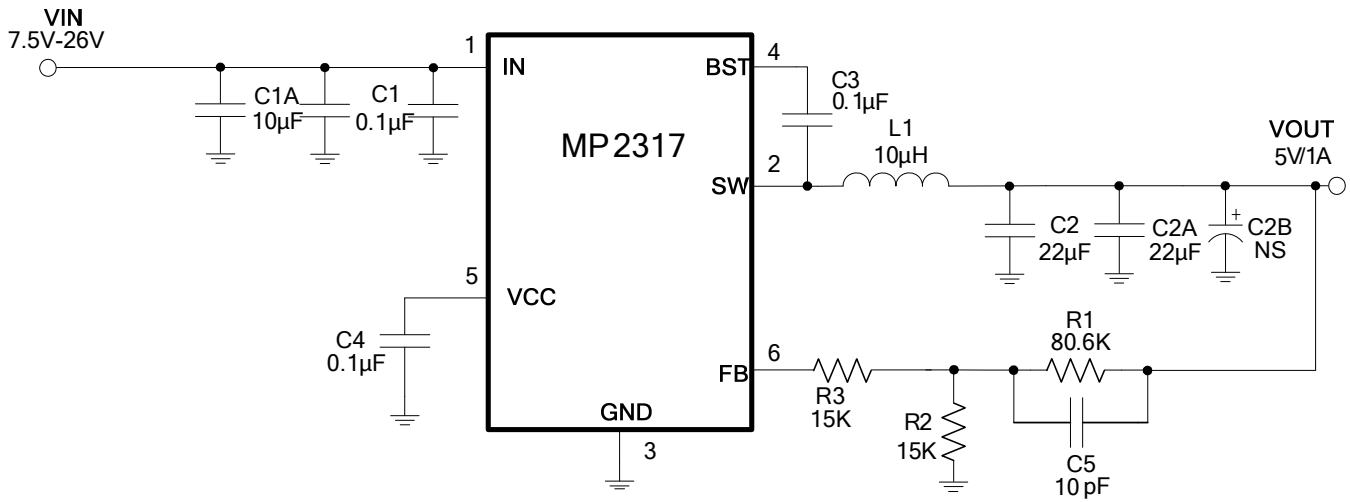 VIN
7.5V-26V
1
IN
C1A
10µF
C1
0.1µF
MP2317
BST
4
C3
0.1µF
SW
2
L1
10µH
VOUT
5V/1A
C2
22µF
C2A
22µF
+
C2B
NS
5
VCC
C4
0.1µF
GND
3
FB
6
R3
15K
R2
15K
R1
80.6K
C5
10pF